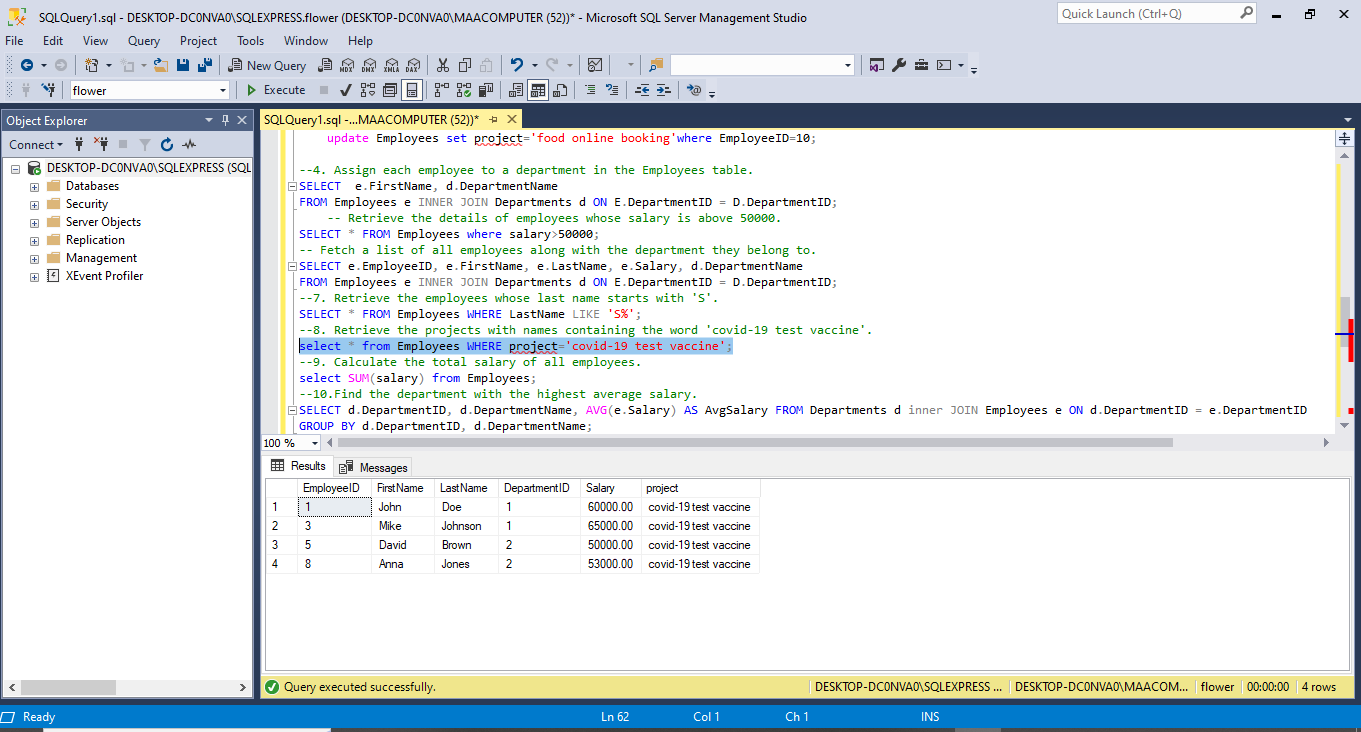 SQLQuery1.sql - DESKTOP-DC0NVA0\SQLEXPRESS.flower (DESKTOP-DC0NVA0\MAACOMPUTER (52))* - Microsoft SQL Server Management Studio
Quick Launch (Ctrl+Q)
File Edit View Query Project Tools Window Help
New Query MDX DMX XMLA DAX
flower Execute
Object Explorer
Connect
DESKTOP-DC0NVA0\SQLEXPRESS (SQL
Databases
Security
Server Objects
Replication
Management
XEvent Profiler
SQLQuery1.sql -...MAACOMPUTER (52))*
update Employees set project='food online booking'where EmployeeID=10;
--4. Assign each employee to a department in the Employees table.
SELECT  e.FirstName, d.DepartmentName
FROM Employees e INNER JOIN Departments d ON E.DepartmentID = D.DepartmentID;
-- Retrieve the details of employees whose salary is above 50000.
SELECT * FROM Employees where salary>50000;
-- Fetch a list of all employees along with the department they belong to.
SELECT e.EmployeeID, e.FirstName, e.LastName, e.Salary, d.DepartmentName
FROM Employees e INNER JOIN Departments d ON E.DepartmentID = D.DepartmentID;
--7. Retrieve the employees whose last name starts with 'S'.
SELECT * FROM Employees WHERE LastName LIKE 'S%';
--8. Retrieve the projects with names containing the word 'covid-19 test vaccine'.
select * from Employees WHERE project='covid-19 test vaccine';
--9. Calculate the total salary of all employees.
select SUM(salary) from Employees;
--10.Find the department with the highest average salary.
SELECT d.DepartmentID, d.DepartmentName, AVG(e.Salary) AS AvgSalary FROM Departments d inner JOIN Employees e ON d.DepartmentID = e.DepartmentID
GROUP BY d.DepartmentID, d.DepartmentName;
100 %
Results Messages
EmployeeID FirstName LastName DepartmentID Salary project
1 1 John Doe 1 60000.00 covid-19 test vaccine
2 3 Mike Johnson 1 65000.00 covid-19 test vaccine
3 5 David Brown 2 50000.00 covid-19 test vaccine
4 8 Anna Jones 2 53000.00 covid-19 test vaccine
Query executed successfully. DESKTOP-DC0NVA0\SQLEXPRESS ... DESKTOP-DC0NVA0\MAACOM... flower 00:00:00 4 rows
Ready Ln 62 Col 1 Ch 1 INS